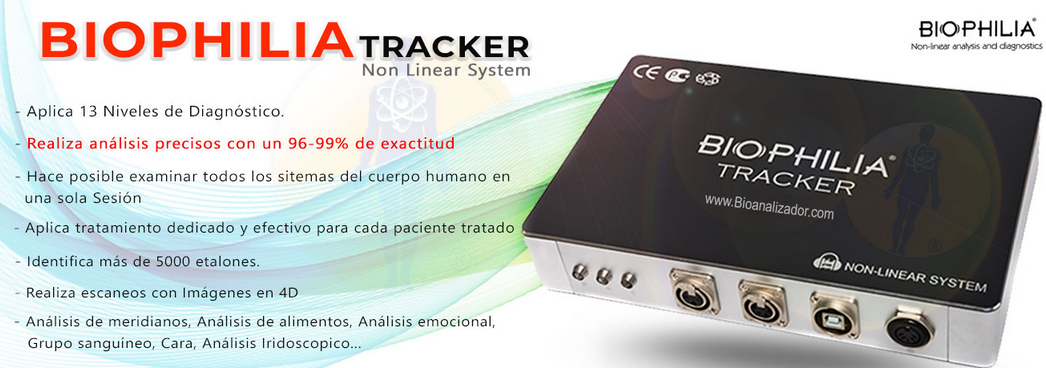 BIOPHILIA TRACKER
Non Linear System
- Aplica 13 Niveles de Diagnóstico.
- Realiza análisis precisos con un 96-99% de exactitud
- Hace posible examinar todos los sitemas del cuerpo humano en
una sola Sesión
- Aplica tratamiento dedicado y efectivo para cada paciente tratado
- Identifica más de 5000 etalones.
- Realiza escaneos con Imágenes en 4D
- Análisis de meridianos, Análisis de alimentos, Análisis emocional,
Grupo sanguíneo, Cara, Análisis Iridoscopico...
BIOPHILIA®
Non-linear analysis and diagnostics
CE
BIOPHILIA®
TRACKER
www.Bioanalizador.com
NON-LINEAR SYSTEM